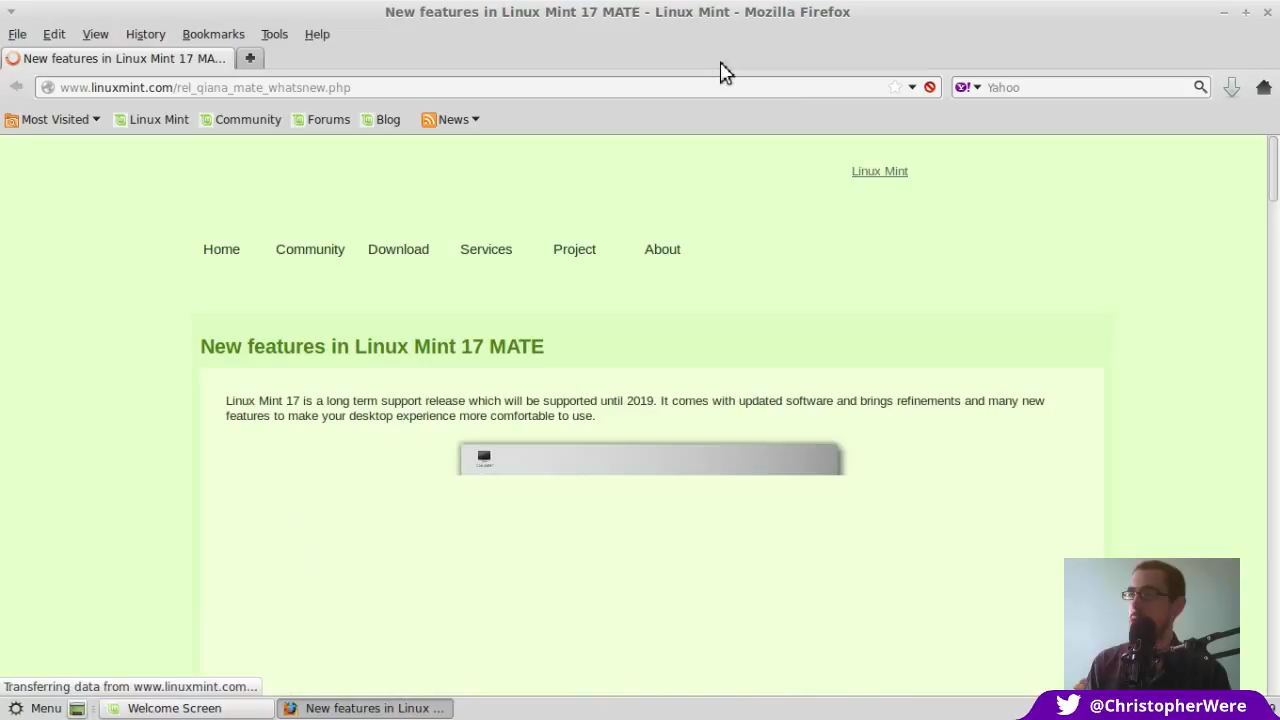 New features in Linux Mint 17 MATE - Linux Mint - Mozilla Firefox
File Edit View History Bookmarks Tools Help
New features in Linux Mint 17 MA...
www.linuxmint.com/rel_qiana_mate_whatsnew.php
Yahoo
Most Visited Linux Mint Community Forums Blog News
Linux Mint
Home Community Download Services Project About
New features in Linux Mint 17 MATE
Linux Mint 17 is a long term support release which will be supported until 2019. It comes with updated software and brings refinements and many new
features to make your desktop experience more comfortable to use.
Transferring data from www.linuxmint.com...
Menu Welcome Screen New features in Linux ...
@ChristopherWere